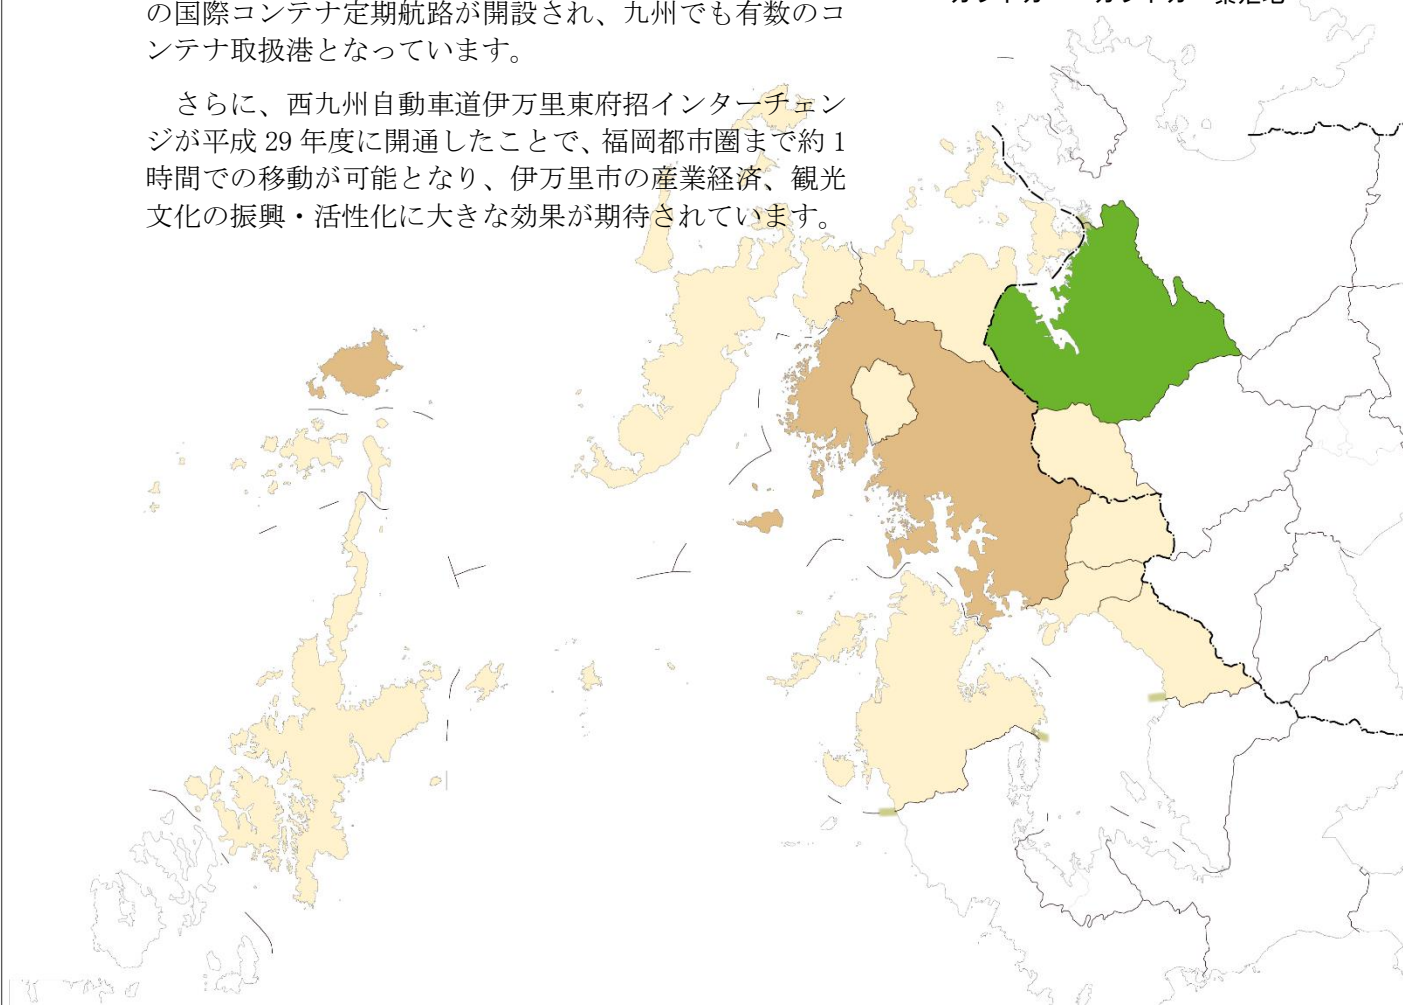 の国際コンテナ定期航路が開設され、九州でも有数のコ
ンテナ取扱港となっています。
さらに、西九州自動車道伊万里東府招インターチェン
ジが平成 29 年度に開通したことで、福岡都市圏まで約 1
時間での移動が可能となり、伊万里市の産業経済、観光
文化の振興・活性化に大きな効果が期待されています。